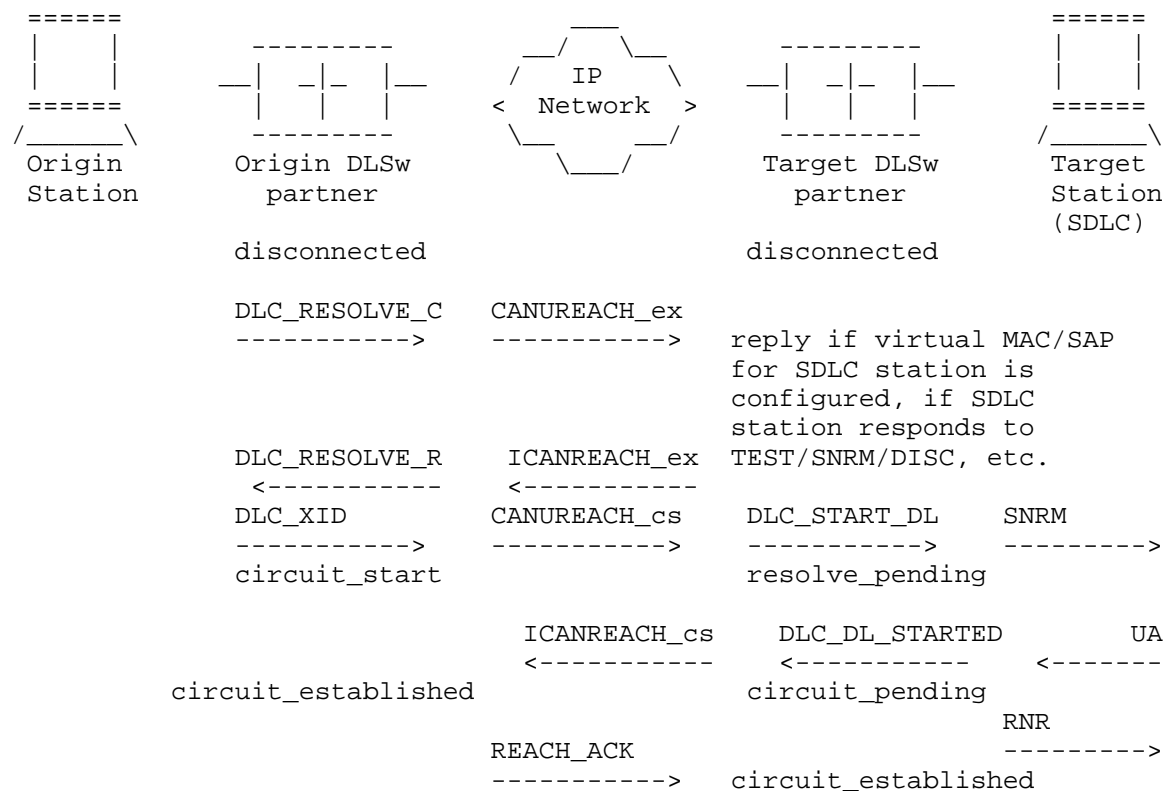 IP
Network
Origin Origin DLSw Target DLSw Target
Station partner partner Station
(SDLC)
disconnected disconnected
DLC_RESOLVE_C CANUREACH_ex
-----------> -----------> reply if virtual MAC/SAP
for SDLC station is
configured, if SDLC
station responds to
DLC_RESOLVE_R ICANREACH_ex TEST/SNRM/DISC, etc.
<----------- <-----------
DLC_XID CANUREACH_cs DLC_START_DL SNRM
-----------> -----------> -----------> --------->
circuit_start resolve_pending
ICANREACH_cs DLC_DL_STARTED UA
<----------- <----------- <-------
circuit_established circuit_pending
RNR
REACH_ACK --------->
-----------> circuit_established